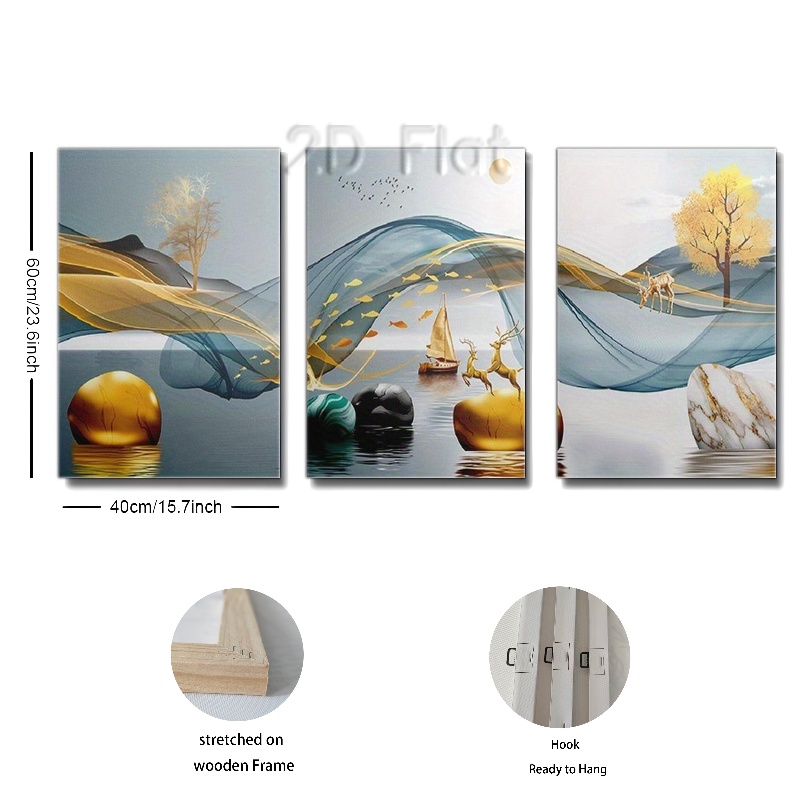 2D Flat
60cm/23.6inch
40cm/15.7inch
stretched on
wooden Frame
Hook
Ready to Hang